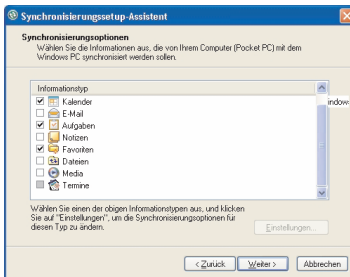 Synchronisierungssetup-Assistent
Synchronisierungsoptionen
Wählen Sie die Informationen aus, die von Ihrem Computer (Pocket PC) mit dem
Windows PC synchronisiert werden sollen.
Informationstyp
Kalender
E-Mail
Aufgaben
Notizen
Favoriten
Dateien
Media
Termine
indows
Wählen Sie einen der obigen Informationstypen aus, und klicken
Sie auf "Einstellungen", um die Synchronisierungsoptionen für
diesen Typ zu ändern.
Einstellungen...
< Zurück
Weiter >
Abbrechen